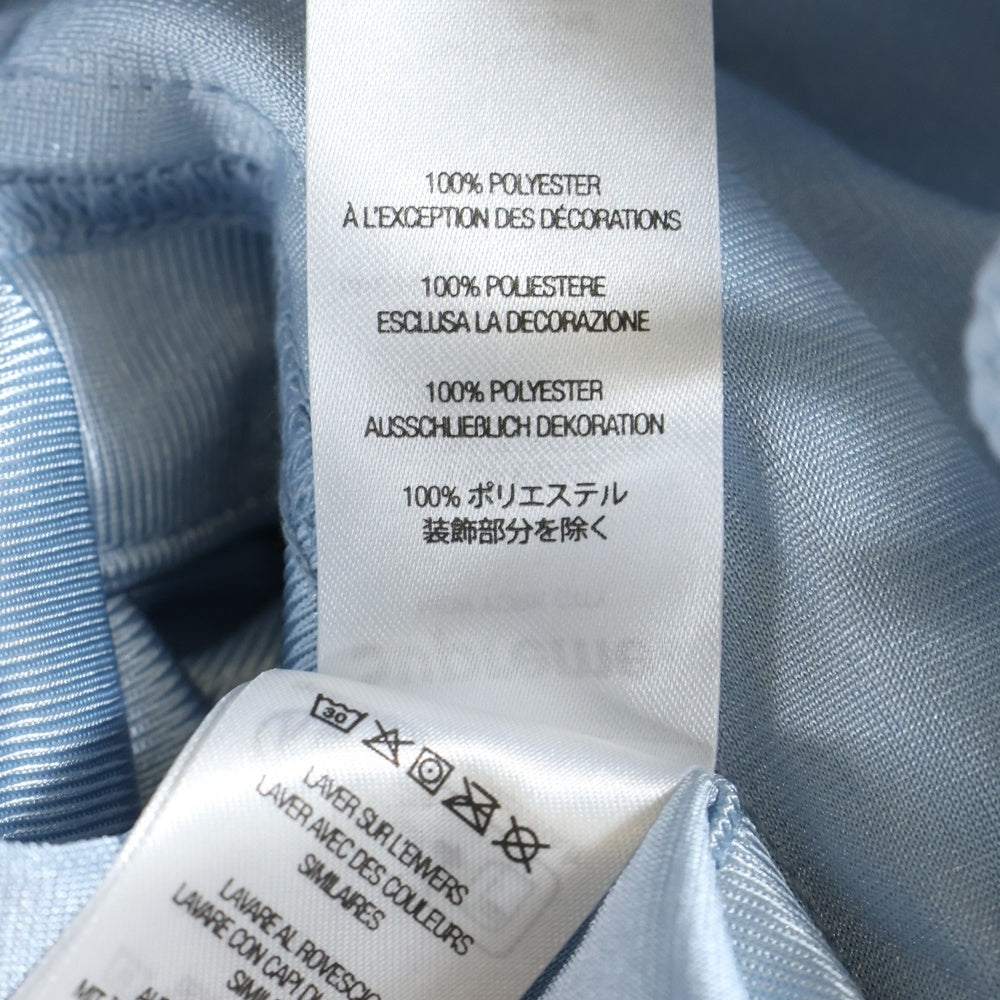 100% POLYESTER
À L'EXCEPTION DES DÉCORATIONS
100% POLIESTERE
ESCLUSA LA DECORAZIONE
100% POLYESTER
AUSSCHLIEßLICH DEKORATION
100% ポリエステル
装飾部分を除く
30
LAVER SUR L'ENVERS
LAVER AVEC DES COULEURS
SIMILAIRES
LAVARE AL ROVESCIO
LAVARE CON CAPI